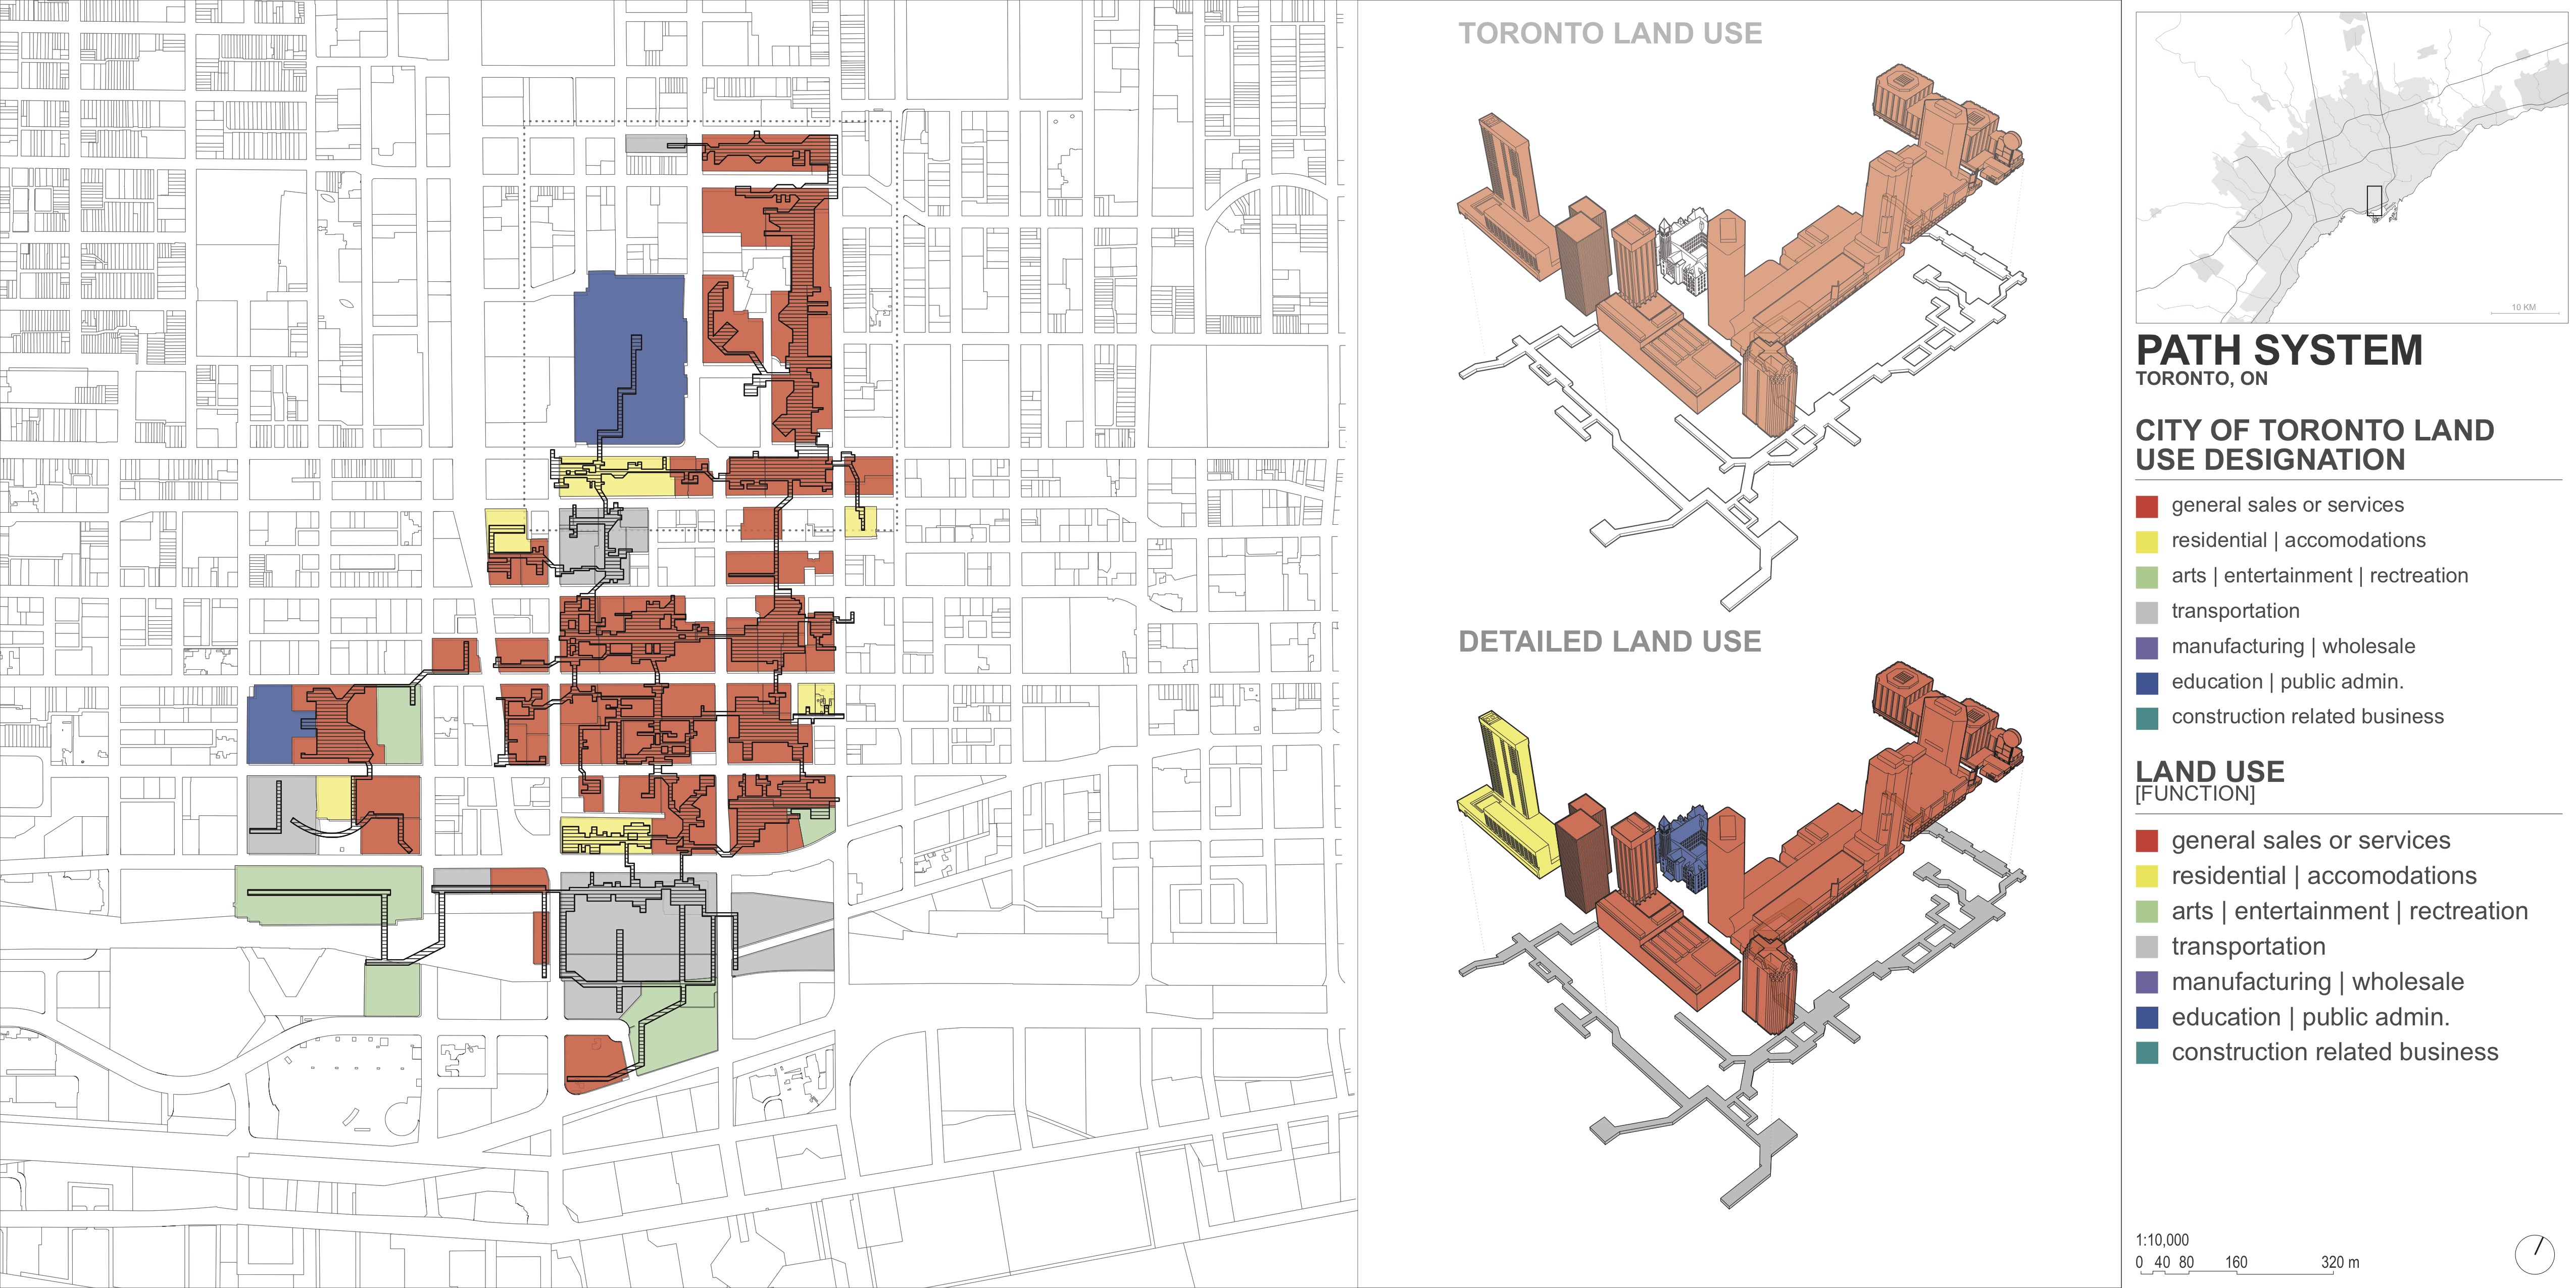 TORONTO LAND USE
DETAILED LAND USE
10 KM
PATH SYSTEM
TORONTO, ON
CITY OF TORONTO LAND
USE DESIGNATION
general sales or services
residential | accomodations
arts | entertainment | rectreation
transportation
manufacturing | wholesale
education | public admin.
construction related business
LAND USE
[FUNCTION]
general sales or services
residential | accomodations
arts | entertainment | rectreation
transportation
manufacturing | wholesale
education | public admin.
construction related business
1:10,000
0 40 80 160 320 m